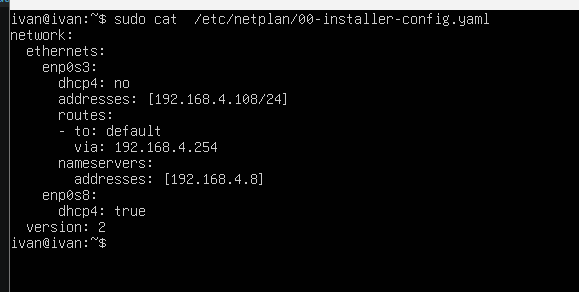 ivan@ivan:~$ sudo cat  /etc/netplan/00-installer-config.yaml
network:
  ethernets:
    enp0s3:
      dhcp4: no
      addresses: [192.168.4.108/24]
      routes:
      - to: default
        via: 192.168.4.254
      nameservers:
        addresses: [192.168.4.8]
    enp0s8:
      dhcp4: true
  version: 2
ivan@ivan:~$